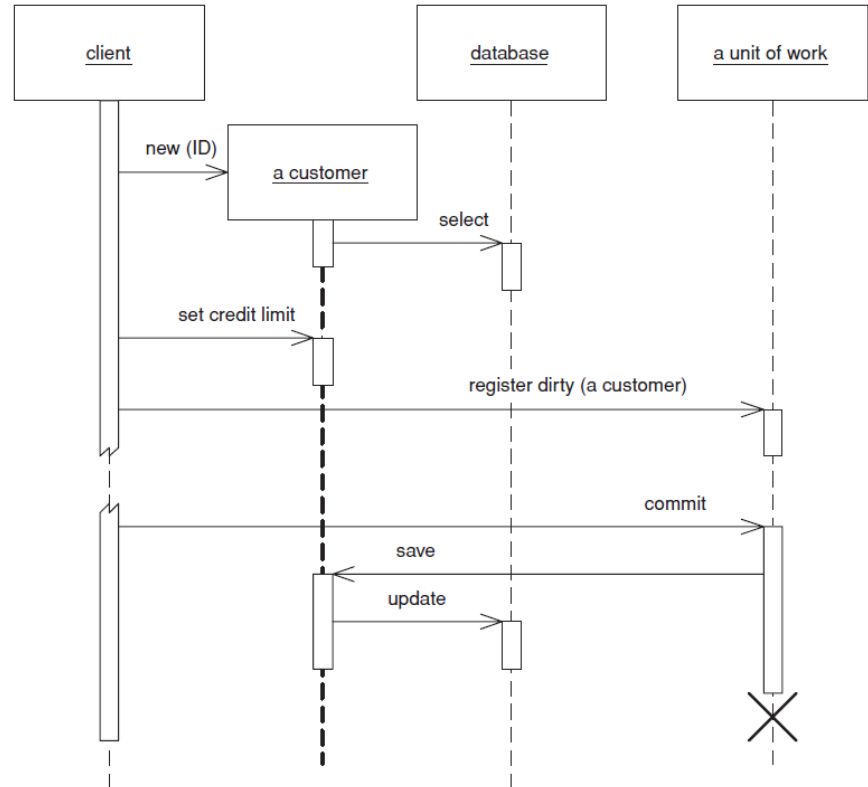 client
database
a unit of work
new (ID)
a customer
select
set credit limit
register dirty (a customer)
commit
save
update